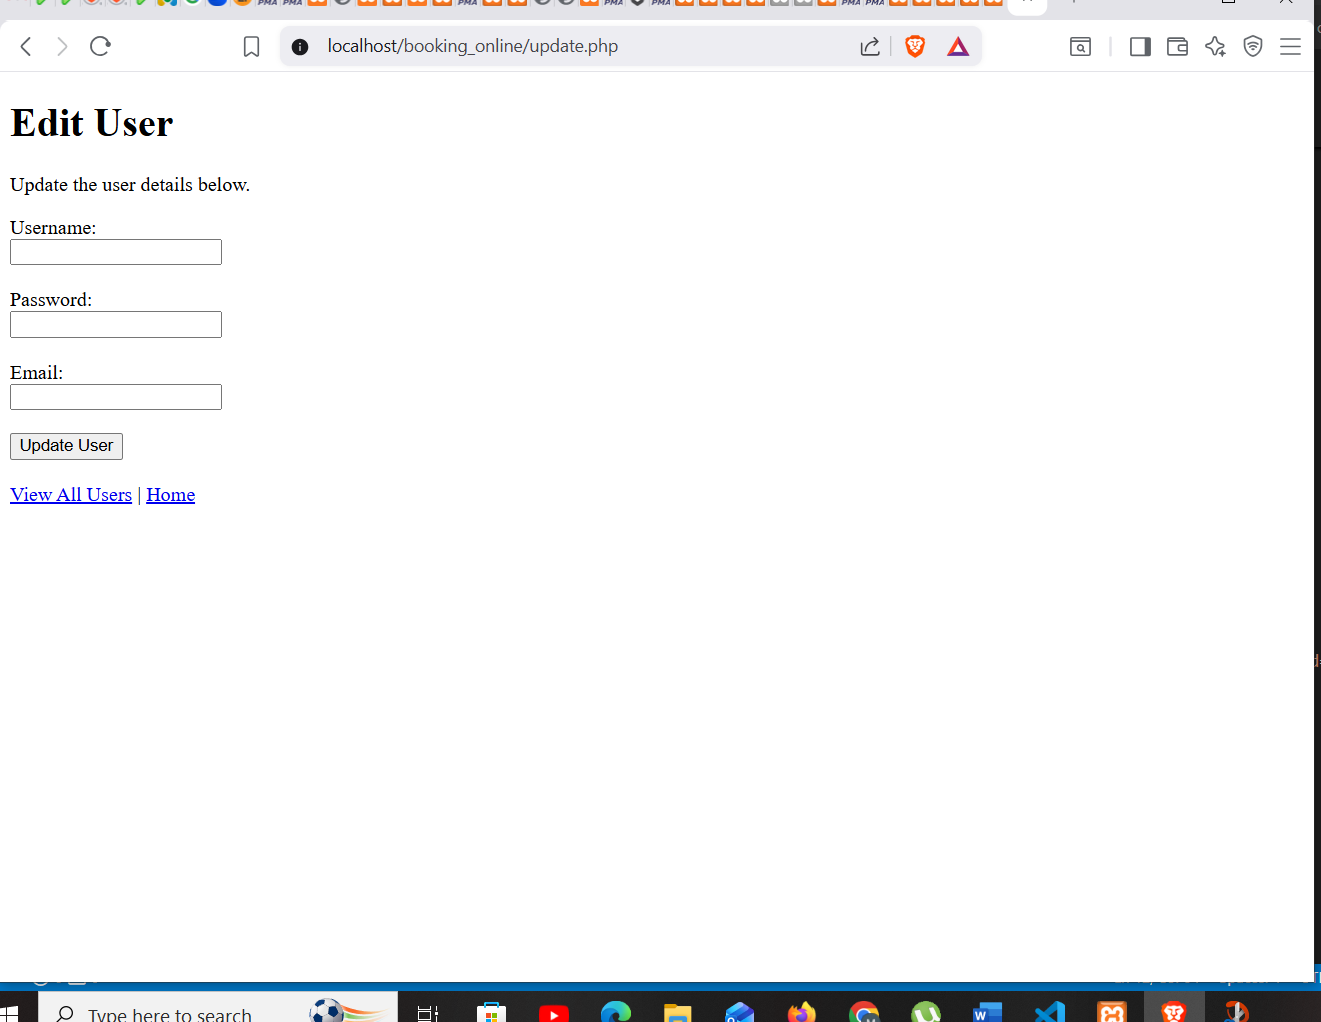 localhost/booking_online/update.php
Edit User
Update the user details below.
Username:
Password:
Email:
Update User
View All Users | Home
Type here to search